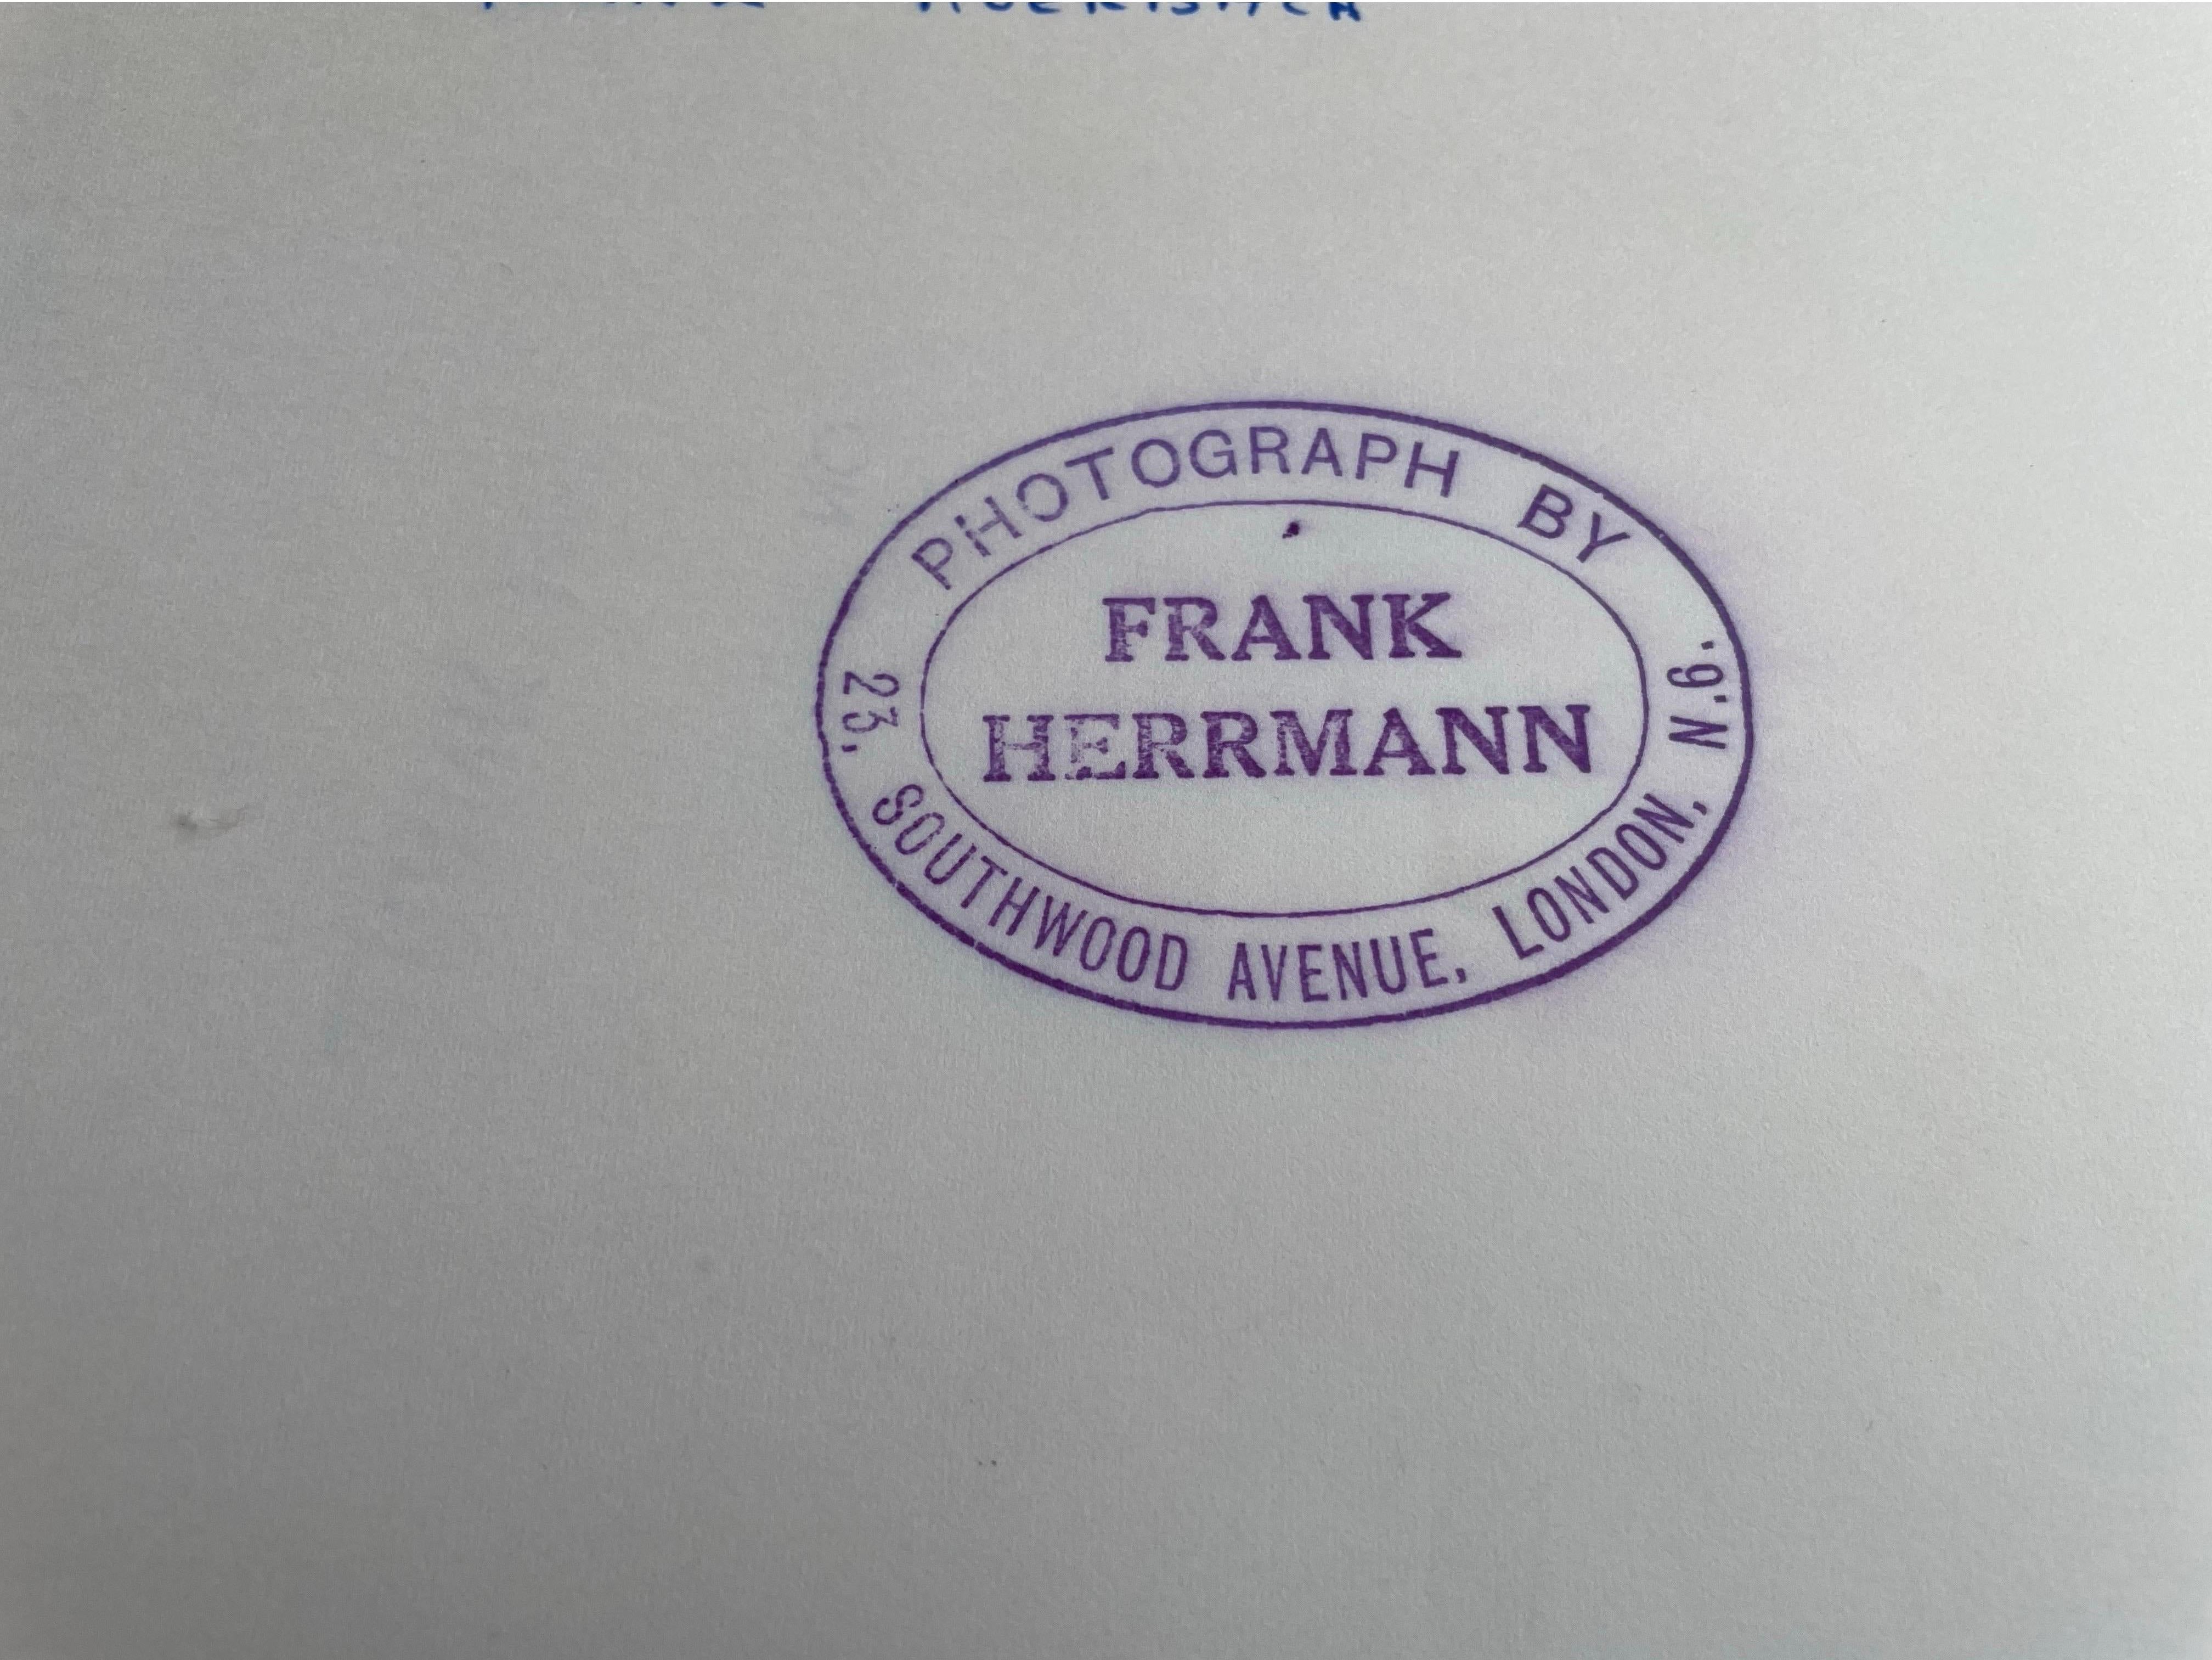 PHOTOGRAPH BY
FRANK
HERRMANN
23, SOUTHWOOD AVENUE, LONDON, N.6.